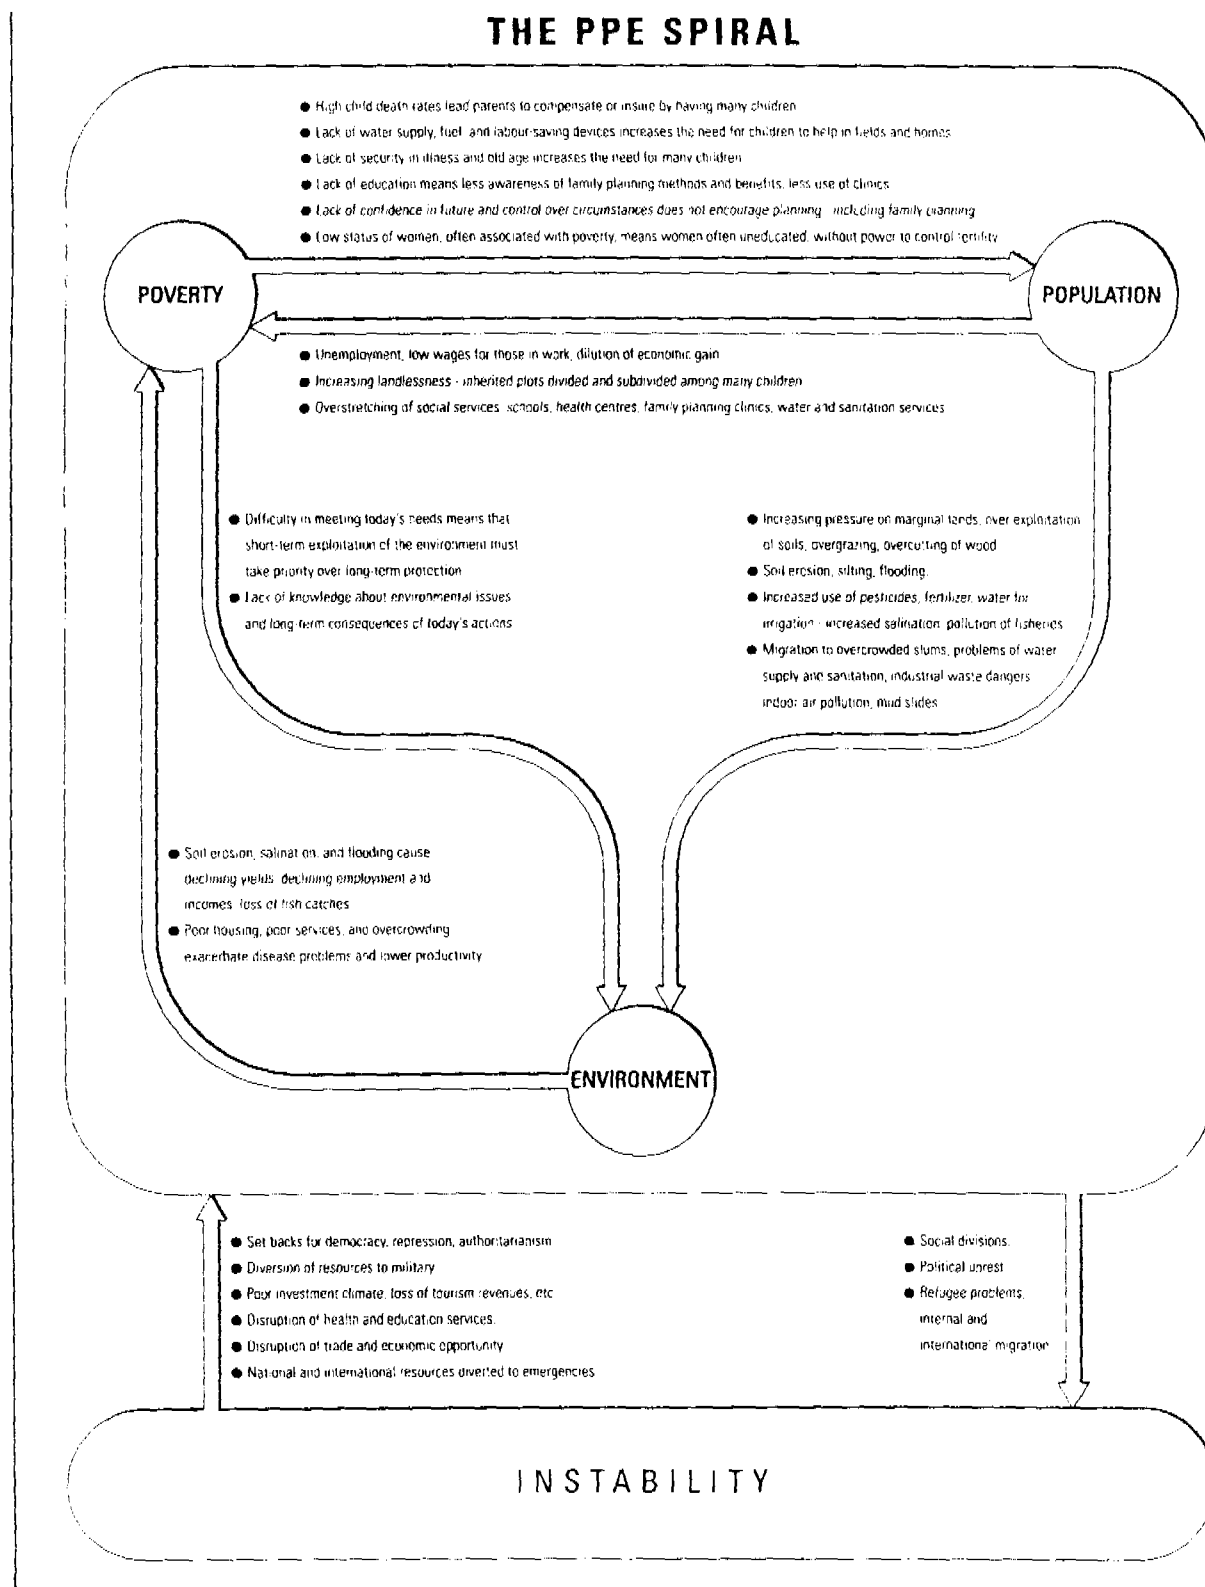 THE PPE SPIRAL
● High child death rates lead parents to compensate or insure by having many children
● Lack of water supply, fuel, and labour-saving devices increases the need for children to help in fields and homes
● Lack of security in illness and old age increases the need for many children
● Lack of education means less awareness of family planning methods and benefits, less use of clinics
● Lack of confidence in future and control over circumstances does not encourage planning - including family planning
● Low status of women, often associated with poverty, means women often uneducated, without power to control fertility
POVERTY
POPULATION
● Unemployment, low wages for those in work, dilution of economic gain
● Increasing landlessness - inherited plots divided and subdivided among many children
● Overstretching of social services, schools, health centres, family planning clinics, water and sanitation services
● Difficulty in meeting today's needs means that
short-term exploitation of the environment must
take priority over long-term protection
● Lack of knowledge about environmental issues
and long-term consequences of today's actions
● Increasing pressure on marginal lands, over exploitation
of soils, overgrazing, overcutting of wood
● Soil erosion, silting, flooding.
● Increased use of pesticides, fertilizer, water for
irrigation - increased salination, pollution of fisheries
● Migration to overcrowded slums, problems of water
supply and sanitation, industrial waste dangers
indoor air pollution, mud slides
● Soil erosion, salination, and flooding cause
declining yields, declining employment and
incomes, loss of fish catches
● Poor housing, poor services, and overcrowding
exacerbate disease problems and lower productivity
ENVIRONMENT
● Set backs for democracy, repression, authoritarianism
● Diversion of resources to military
● Poor investment climate, loss of tourism revenues, etc
● Disruption of health and education services.
● Disruption of trade and economic opportunity
● National and international resources diverted to emergencies
● Social divisions.
● Political unrest
● Refugee problems,
internal and
international migration
INSTABILITY